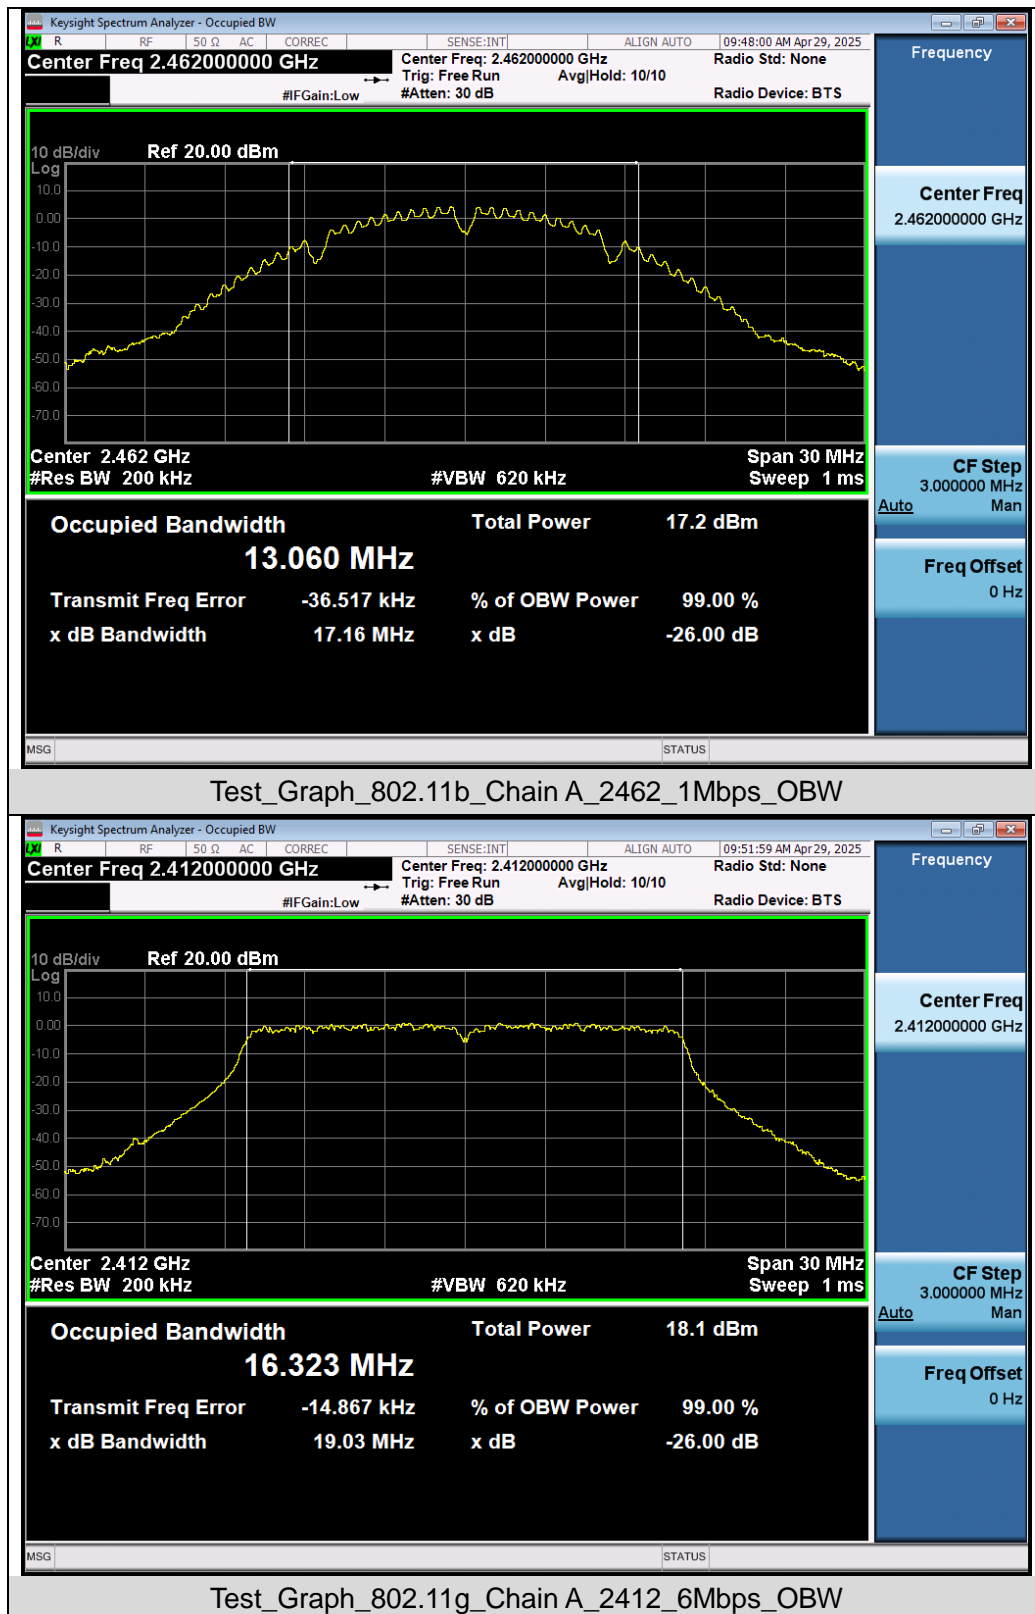 Keysight Spectrum Analyzer - Occupied BW
LXI R RF 50 Ω AC CORREC SENSE:INT ALIGN AUTO 09:48:00 AM Apr 29, 2025
Center Freq 2.462000000 GHz
Center Freq: 2.462000000 GHz Radio Std: None
Trig: Free Run Avg|Hold: 10/10
#IFGain:Low #Atten: 30 dB Radio Device: BTS
Frequency
10 dB/div Ref 20.00 dBm
Log
10.0
0.00
-10.0
-20.0
-30.0
-40.0
-50.0
-60.0
-70.0
Center Freq
2.462000000 GHz
Center 2.462 GHz Span 30 MHz
#Res BW 200 kHz #VBW 620 kHz Sweep 1 ms
CF Step
3.000000 MHz
Auto Man
Occupied Bandwidth Total Power 17.2 dBm
13.060 MHz
Freq Offset
0 Hz
Transmit Freq Error -36.517 kHz % of OBW Power 99.00 %
x dB Bandwidth 17.16 MHz x dB -26.00 dB
MSG STATUS
Test_Graph_802.11b_Chain A_2462_1Mbps_OBW
Keysight Spectrum Analyzer - Occupied BW
LXI R RF 50 Ω AC CORREC SENSE:INT ALIGN AUTO 09:51:59 AM Apr 29, 2025
Center Freq 2.412000000 GHz
Center Freq: 2.412000000 GHz Radio Std: None
Trig: Free Run Avg|Hold: 10/10
#IFGain:Low #Atten: 30 dB Radio Device: BTS
Frequency
10 dB/div Ref 20.00 dBm
Log
10.0
0.00
-10.0
-20.0
-30.0
-40.0
-50.0
-60.0
-70.0
Center Freq
2.412000000 GHz
Center 2.412 GHz Span 30 MHz
#Res BW 200 kHz #VBW 620 kHz Sweep 1 ms
CF Step
3.000000 MHz
Auto Man
Occupied Bandwidth Total Power 18.1 dBm
16.323 MHz
Freq Offset
0 Hz
Transmit Freq Error -14.867 kHz % of OBW Power 99.00 %
x dB Bandwidth 19.03 MHz x dB -26.00 dB
MSG STATUS
Test_Graph_802.11g_Chain A_2412_6Mbps_OBW